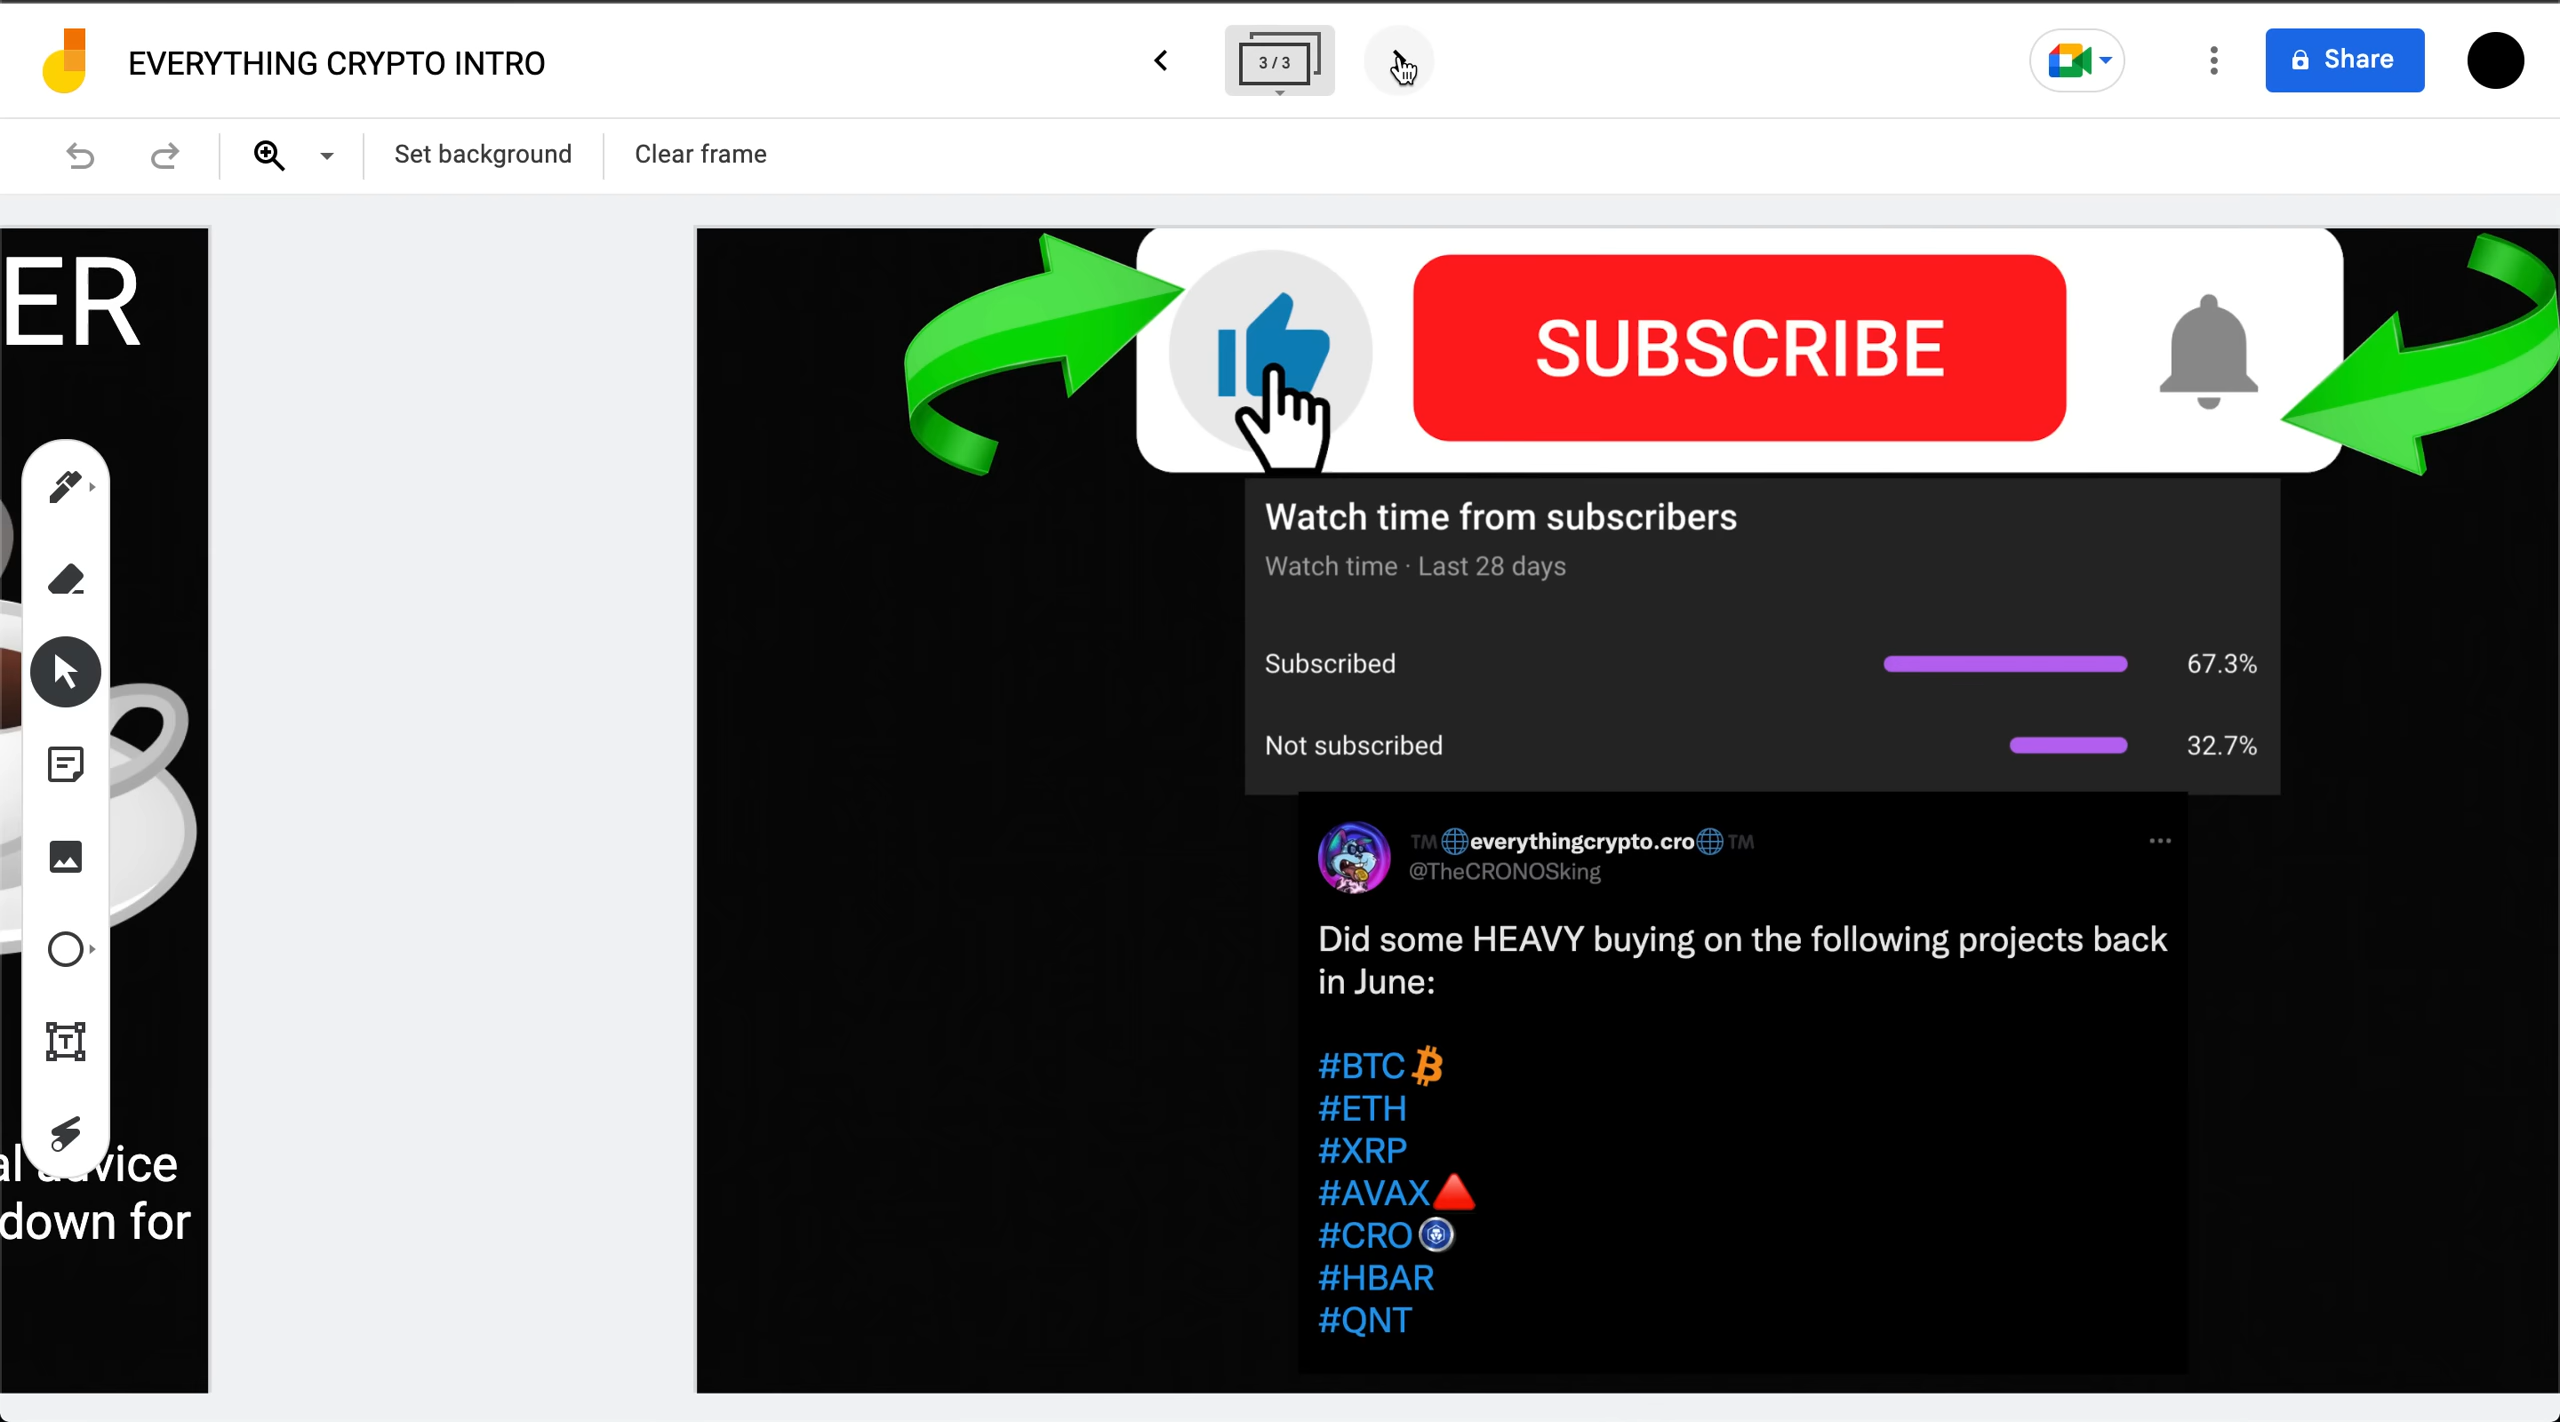 EVERYTHING CRYPTO INTRO
3 / 3
Share
Set background
Clear frame
ER
vice
down for
SUBSCRIBE
Watch time from subscribers
Watch time · Last 28 days
Subscribed 67.3%
Not subscribed 32.7%
TM🌐everythingcrypto.cro🌐TM
@TheCRONOSking
Did some HEAVY buying on the following projects back
in June:
#BTC
#ETH
#XRP
#AVAX🔺
#CRO
#HBAR
#QNT